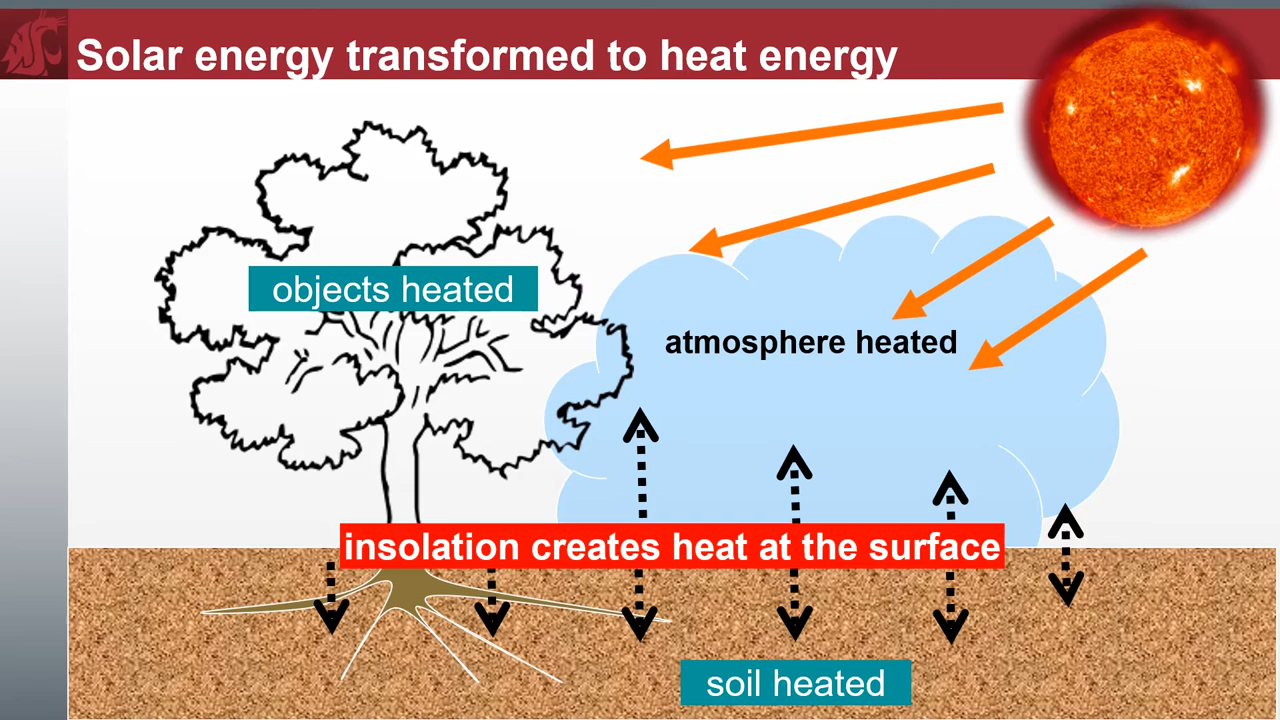 Solar energy transformed to heat energy
objects heated
atmosphere heated
insolation creates heat at the surface
soil heated